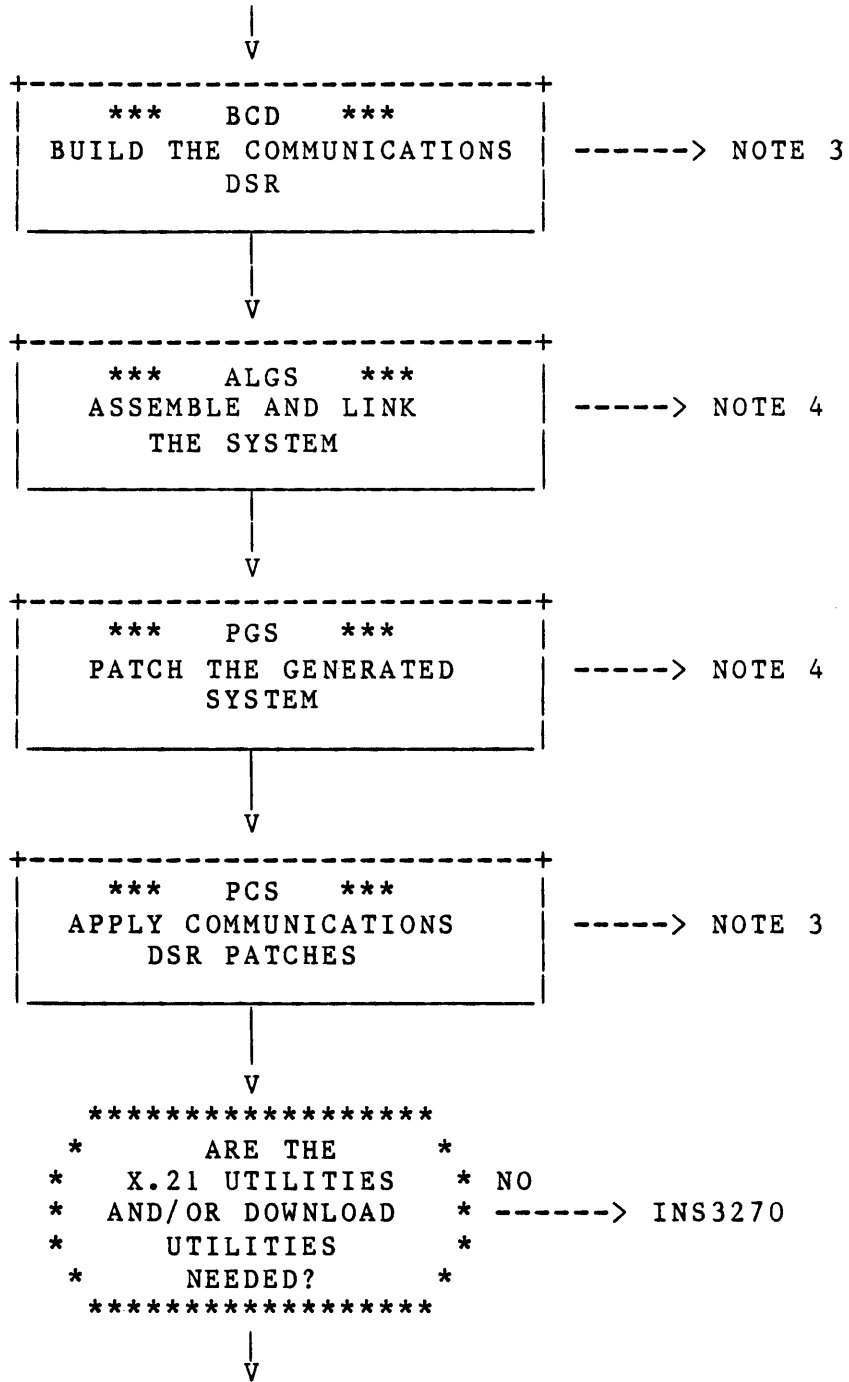 *** BCD ***
BUILD THE COMMUNICATIONS ------> NOTE 3
DSR
*** ALGS ***
ASSEMBLE AND LINK -----> NOTE 4
THE SYSTEM
*** PGS ***
PATCH THE GENERATED -----> NOTE 4
SYSTEM
*** PCS ***
APPLY COMMUNICATIONS -----> NOTE 3
DSR PATCHES
ARE THE
X.21 UTILITIES NO
AND/OR DOWNLOAD ------> INS3270
UTILITIES
NEEDED?